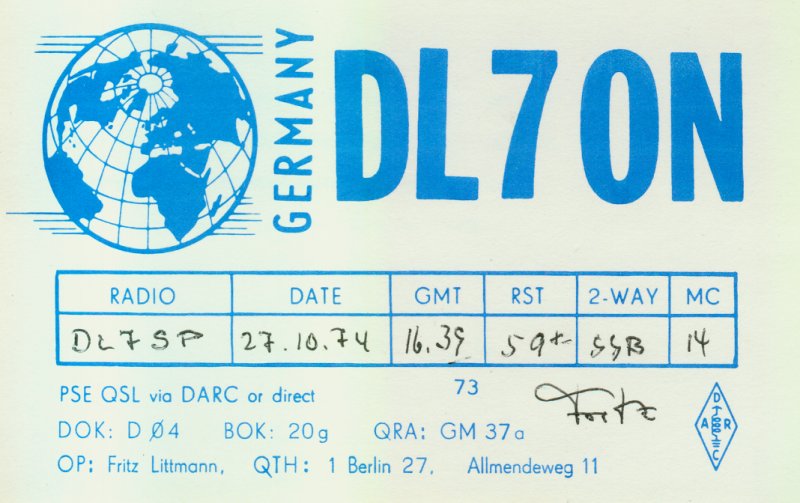 GERMANY
DL7ON
RADIO DATE GMT RST 2-WAY MC
DL7SP 27.10.74 16.39 59+ SSB 14
PSE QSL via DARC or direct 73 Fritz
DOK: D Ø4 BOK: 20g QRA: GM 37a
OP: Fritz Littmann, QTH: 1 Berlin 27, Allmendeweg 11
D A R C